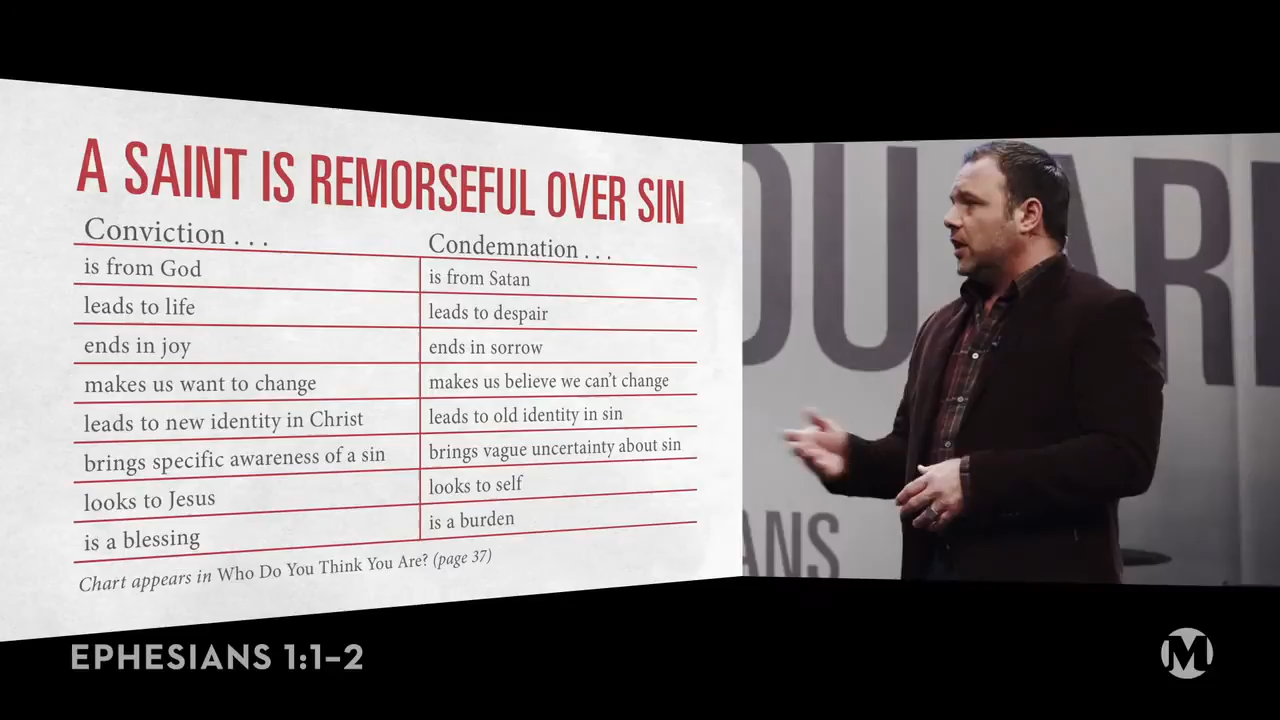 A SAINT IS REMORSEFUL OVER SIN
Conviction . . . Condemnation . . .
is from God is from Satan
leads to life leads to despair
ends in joy ends in sorrow
makes us want to change makes us believe we can't change
leads to new identity in Christ leads to old identity in sin
brings specific awareness of a sin brings vague uncertainty about sin
looks to Jesus looks to self
is a blessing is a burden
Chart appears in Who Do You Think You Are? (page 37)
OU ARE
ANS
EPHESIANS 1:1–2
M